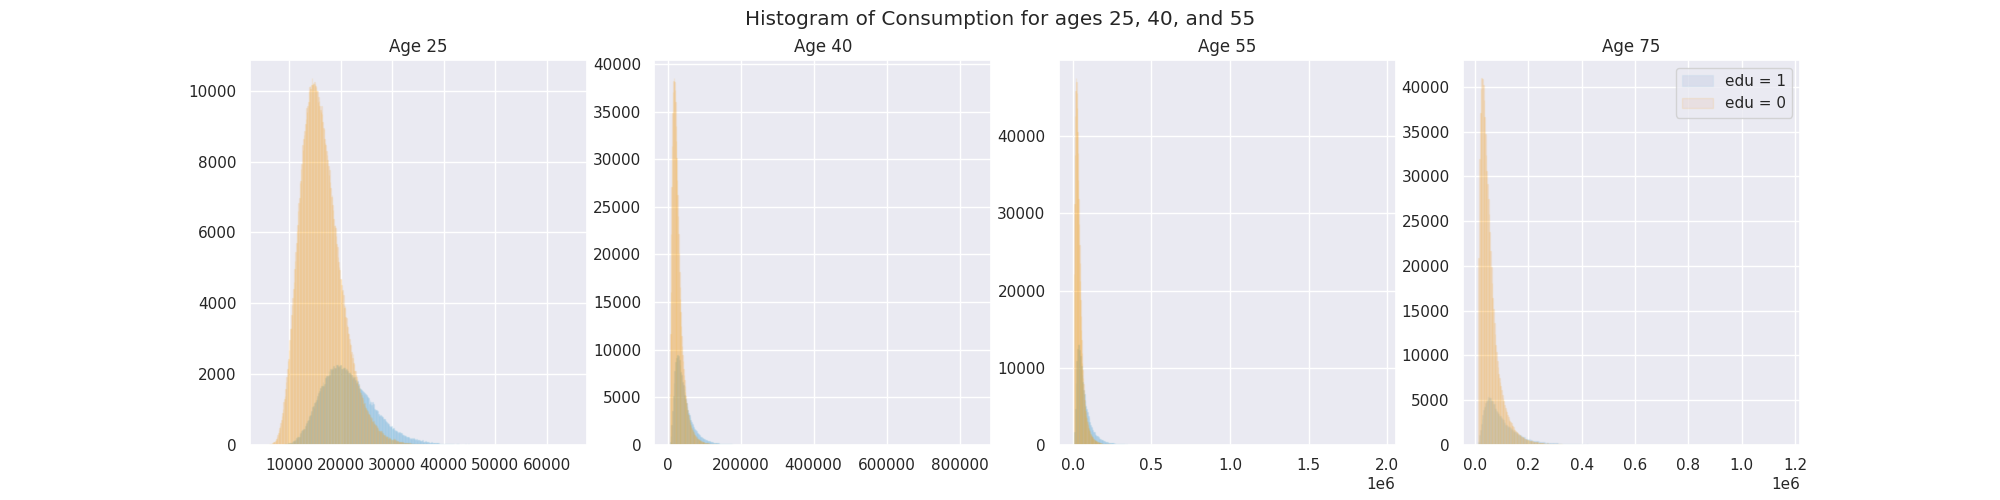 Histogram of Consumption for ages 25, 40, and 55
Age 25
10000
8000
6000
4000
2000
0
10000 20000 30000 40000 50000 60000
Age 40
40000
35000
30000
25000
20000
15000
10000
5000
0
0 200000 400000 600000 800000
Age 55
40000
30000
20000
10000
0
0.0 0.5 1.0 1.5 2.0
1e6
Age 75
edu = 1
edu = 0
40000
35000
30000
25000
20000
15000
10000
5000
0
0.0 0.2 0.4 0.6 0.8 1.0 1.2
1e6